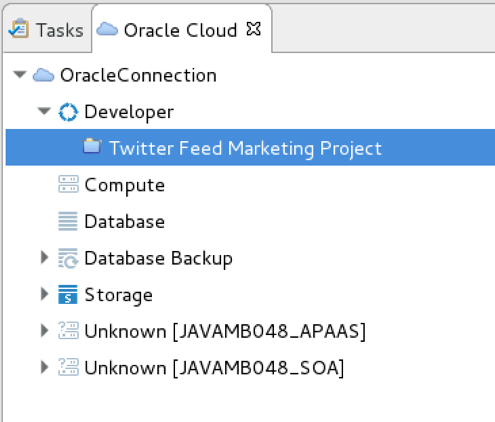 Tasks Oracle Cloud
OracleConnection
Developer
Twitter Feed Marketing Project
Compute
Database
Database Backup
Storage
Unknown [JAVAMB048_APAAS]
Unknown [JAVAMB048_SOA]